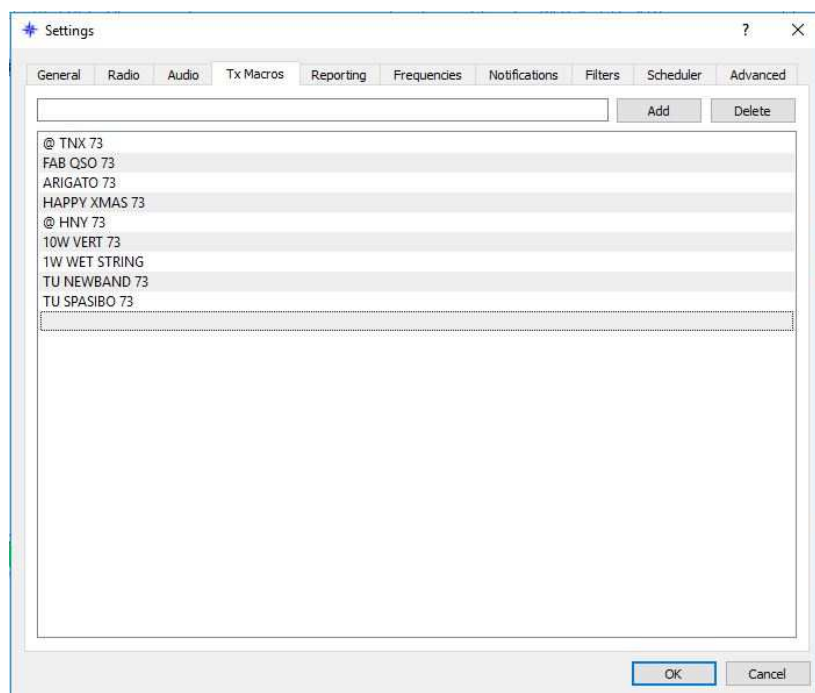 Settings ? X
General Radio Audio Tx Macros Reporting Frequencies Notifications Filters Scheduler Advanced
Add Delete
@ TNX 73
FAB QSO 73
ARIGATO 73
HAPPY XMAS 73
@ HNY 73
10W VERT 73
1W WET STRING
TU NEWBAND 73
TU SPASIBO 73
OK Cancel